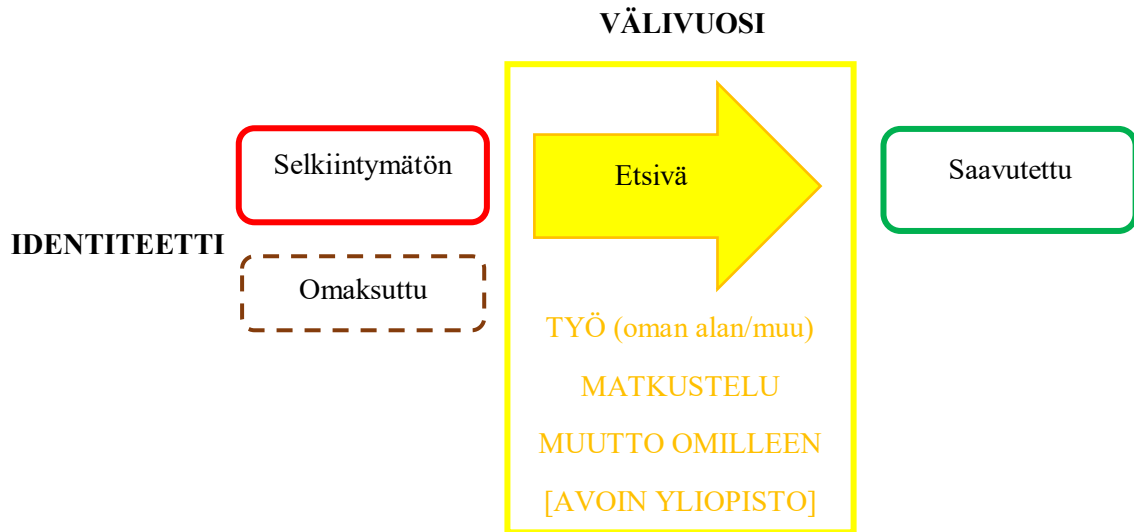 VÄLIVUOSI
Selkiintymätön
Etsivä
Saavutettu
IDENTITEETTI
Omaksuttu
TYÖ (oman alan/muu)
MATKUSTELU
MUUTTO OMILLEEN
[AVOIN YLIOPISTO]